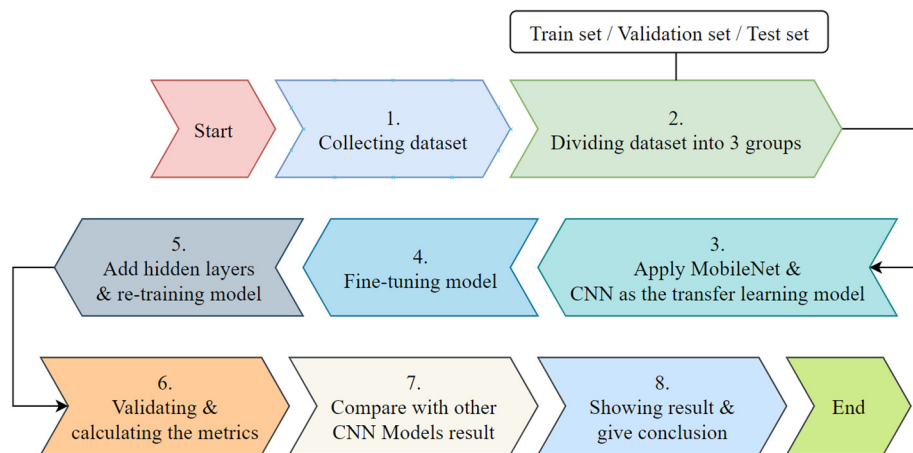 Train set / Validation set / Test set
Start
1.
Collecting dataset
2.
Dividing dataset into 3 groups
3.
Apply MobileNet &
CNN as the transfer learning model
4.
Fine-tuning model
5.
Add hidden layers
& re-training model
6.
Validating &
calculating the metrics
7.
Compare with other
CNN Models result
8.
Showing result &
give conclusion
End